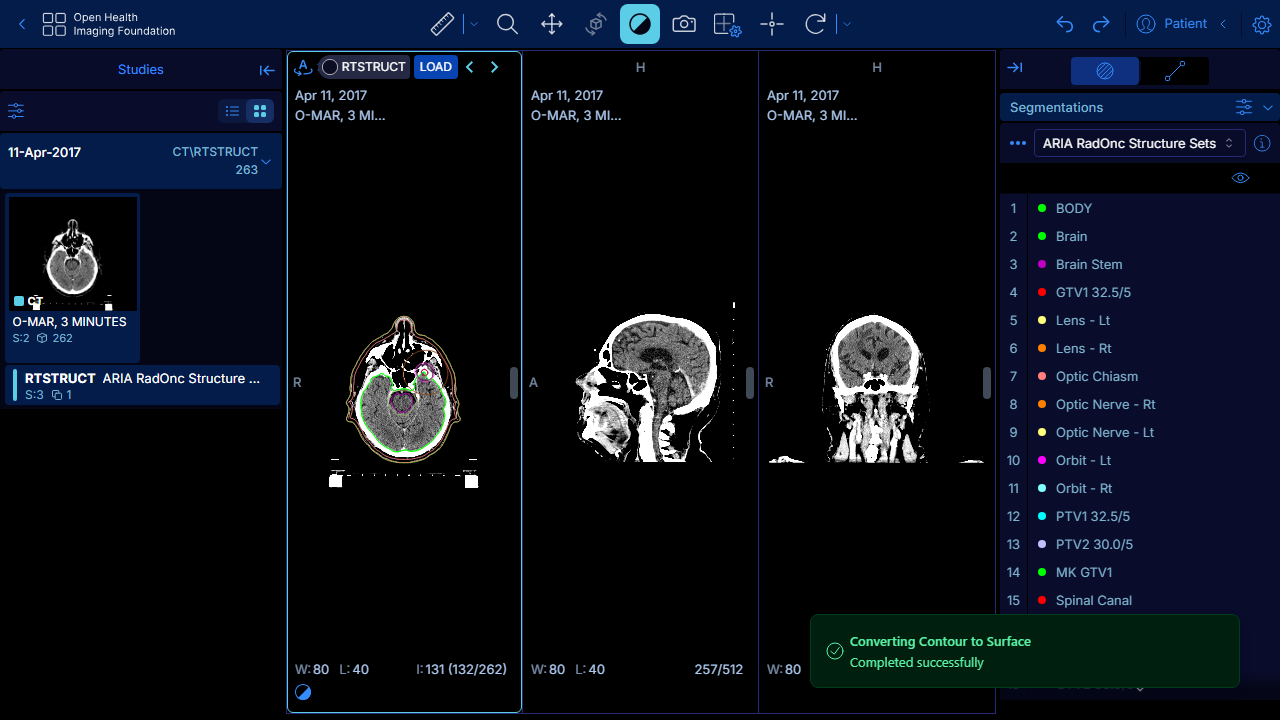 Open Health
Imaging Foundation
Patient
Studies
11-Apr-2017
CT\RTSTRUCT
263
CT
O-MAR, 3 MINUTES
S:2 262
RTSTRUCT ARIA RadOnc Structure ...
S:3 1
A RTSTRUCT LOAD
Apr 11, 2017
O-MAR, 3 MI...
R
W:80 L:40 I:131 (132/262)
H
Apr 11, 2017
O-MAR, 3 MI...
A
W:80 L:40 257/512
H
Apr 11, 2017
O-MAR, 3 MI...
R
W:80
Segmentations
ARIA RadOnc Structure Sets
1 BODY
2 Brain
3 Brain Stem
4 GTV1 32.5/5
5 Lens - Lt
6 Lens - Rt
7 Optic Chiasm
8 Optic Nerve - Rt
9 Optic Nerve - Lt
10 Orbit - Lt
11 Orbit - Rt
12 PTV1 32.5/5
13 PTV2 30.0/5
14 MK GTV1
15 Spinal Canal
Converting Contour to Surface
Completed successfully